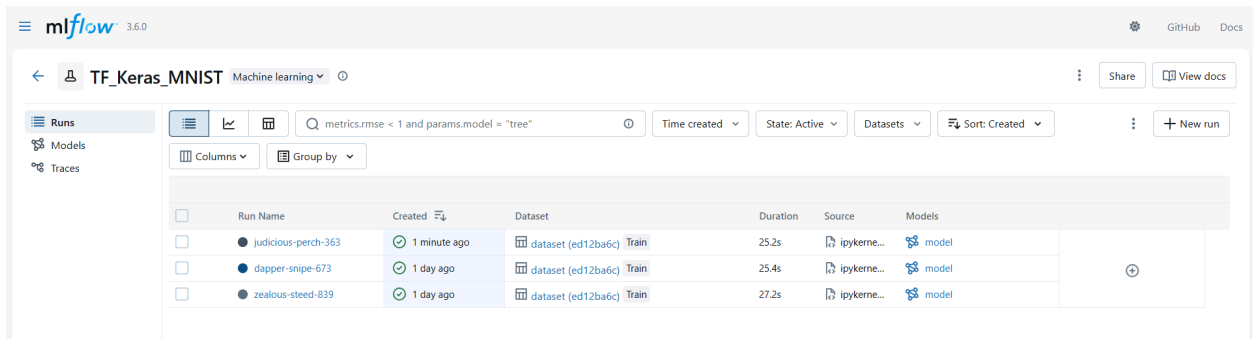 mlflow 3.6.0 GitHub Docs
TF_Keras_MNIST Machine learning Share View docs
Runs
Models
Traces
metrics.rmse < 1 and params.model = "tree" Time created State: Active Datasets Sort: Created New run
Columns Group by
Run Name Created Dataset Duration Source Models
judicious-perch-363 1 minute ago dataset (ed12ba6c) Train 25.2s ipykerne... model
dapper-snipe-673 1 day ago dataset (ed12ba6c) Train 25.4s ipykerne... model
zealous-steed-839 1 day ago dataset (ed12ba6c) Train 27.2s ipykerne... model